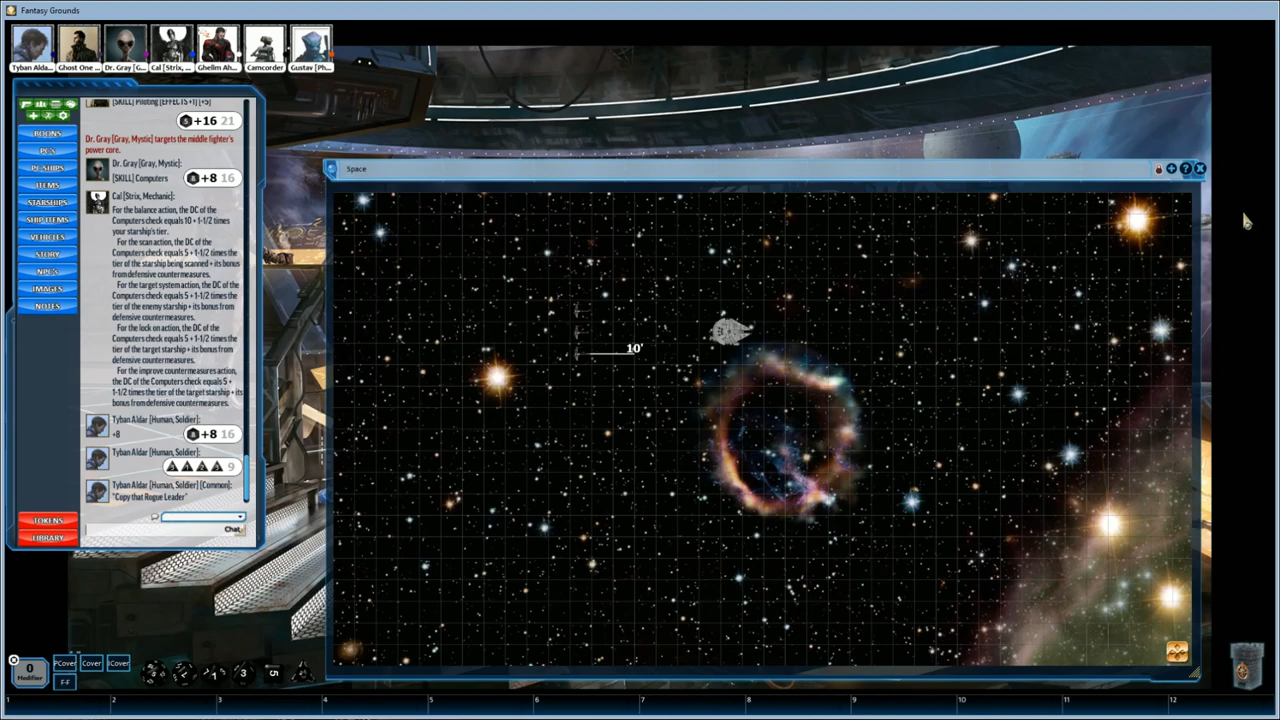 Fantasy Grounds
Tyban Alda... Ghost One ... Dr. Gray [G... Cal [Strix, ... Ghelim Ah... Camcorder Gustav [Ph...
[SKILL] Piloting [EFFECTS +1] [+5]
+16 21
Dr. Gray [Gray, Mystic] targets the middle fighter's
power core.
Dr. Gray [Gray, Mystic]:
[SKILL] Computers
+8 16
Cal [Strix, Mechanic]:
For the balance action, the DC of the
Computers check equals 10 + 1-1/2 times
your starship's tier.
For the scan action, the DC of the
Computers check equals 5 + 1-1/2 times the
tier of the starship being scanned + its bonus
from defensive countermeasures.
For the target system action, the DC of the
Computers check equals 5 + 1-1/2 times the
tier of the enemy starship + its bonus from
defensive countermeasures.
For the lock on action, the DC of the
Computers check equals 5 + 1-1/2 times the
tier of the target starship + its bonus from
defensive countermeasures.
For the improve countermeasures action,
the DC of the Computers check equals 5 +
1-1/2 times the tier of the target starship + its
bonus from defensive countermeasures.
Tyban Aldar [Human, Soldier]:
+8
+8 16
Tyban Aldar [Human, Soldier]:
9
Tyban Aldar [Human, Soldier] [Common]:
"Copy that Rogue Leader"
Chat
BOONS
PCS
PC SHIPS
ITEMS
STARSHIPS
SHIP ITEMS
VEHICLES
STORY
NPCS
IMAGES
NOTES
TOKENS
LIBRARY
Space
10'
0
Modifier
PCover Cover ICover
F-F
1 2 3 4 5 6 7 8 9 10 11 12